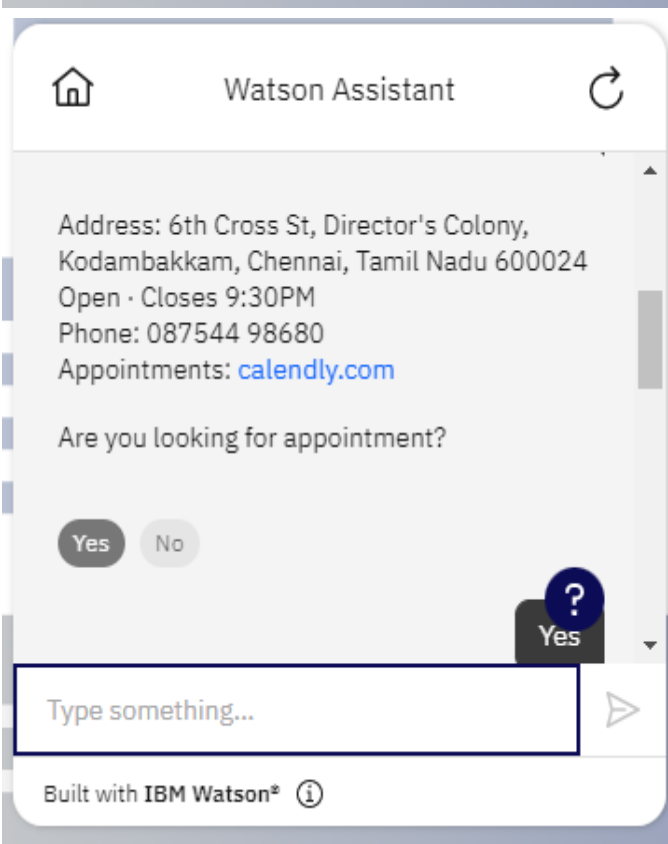 Watson Assistant
Address: 6th Cross St, Director's Colony,
Kodambakkam, Chennai, Tamil Nadu 600024
Open · Closes 9:30PM
Phone: 087544 98680
Appointments: calendly.com
Are you looking for appointment?
Yes No
?
Yes
Type something...
Built with IBM Watson®